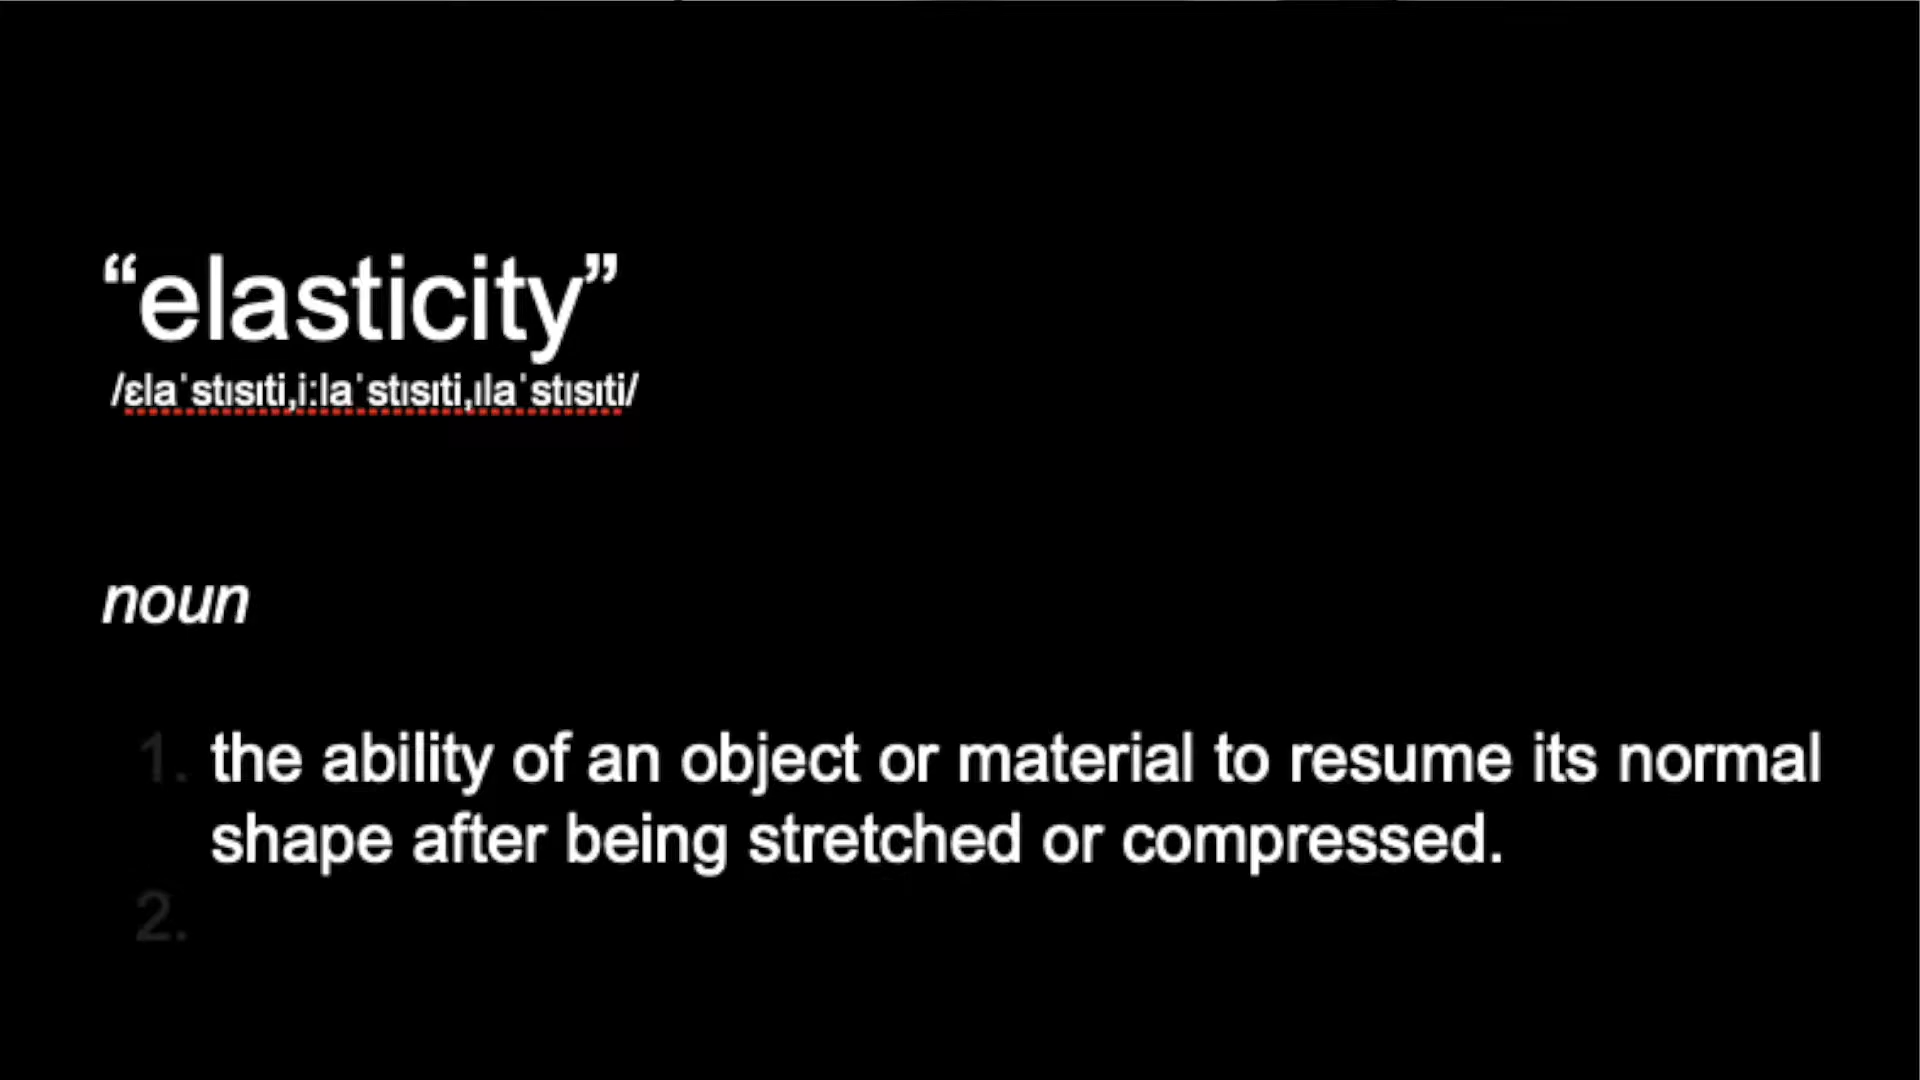 “elasticity”
/ɛlaˈstɪsɪti,iːlaˈstɪsɪti,ɪlaˈstɪsɪti/
noun
1. the ability of an object or material to resume its normal
shape after being stretched or compressed.
2.